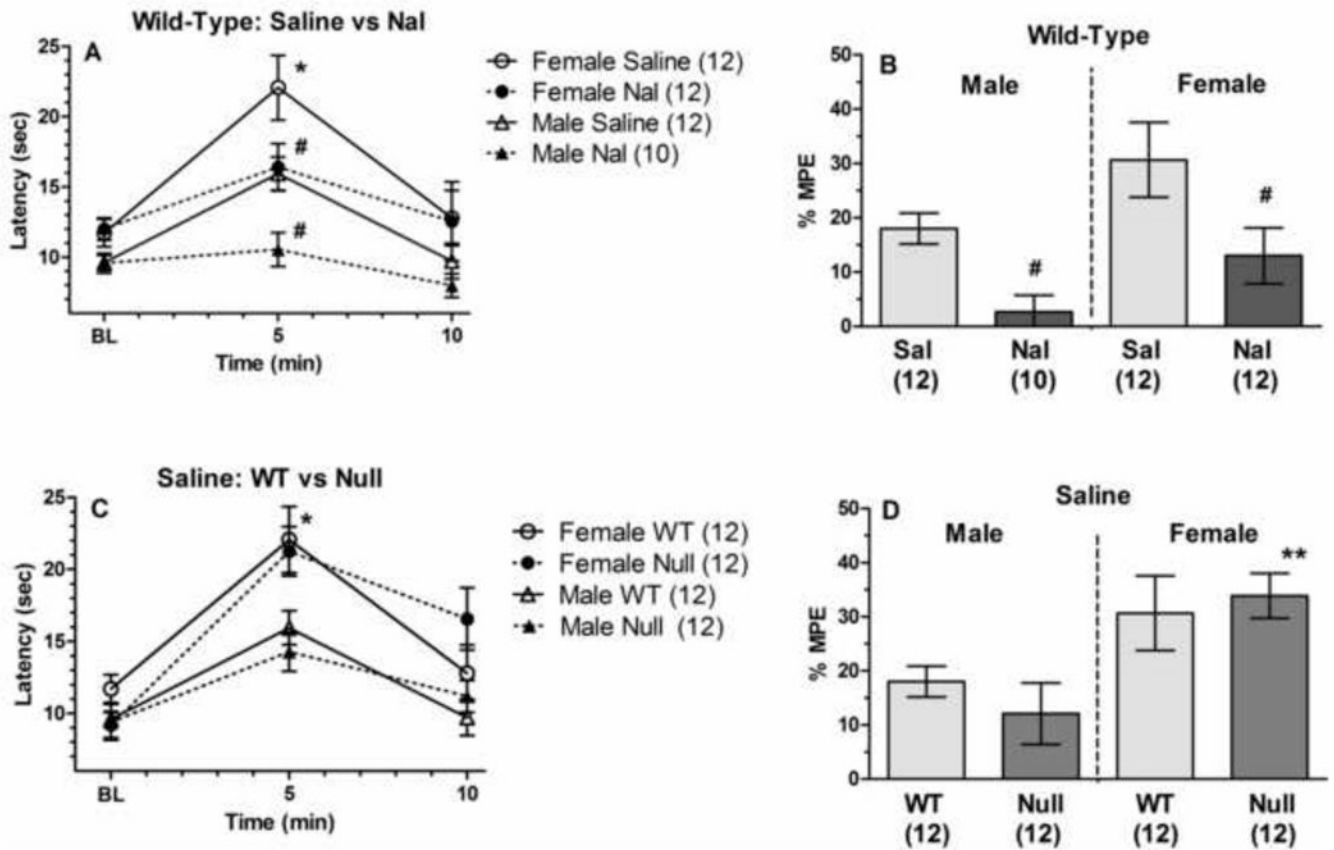 Wild-Type: Saline vs Nal
A
25
20
15
10
Latency (sec)
*
#
#
BL
5
10
Time (min)
Female Saline (12)
Female Nal (12)
Male Saline (12)
Male Nal (10)
Wild-Type
B
Male
Female
50
40
30
20
10
0
% MPE
#
#
Sal
(12)
Nal
(10)
Sal
(12)
Nal
(12)
Saline: WT vs Null
C
25
20
15
10
Latency (sec)
*
BL
5
10
Time (min)
Female WT (12)
Female Null (12)
Male WT (12)
Male Null (12)
Saline
D
Male
Female
50
40
30
20
10
0
% MPE
**
WT
(12)
Null
(12)
WT
(12)
Null
(12)